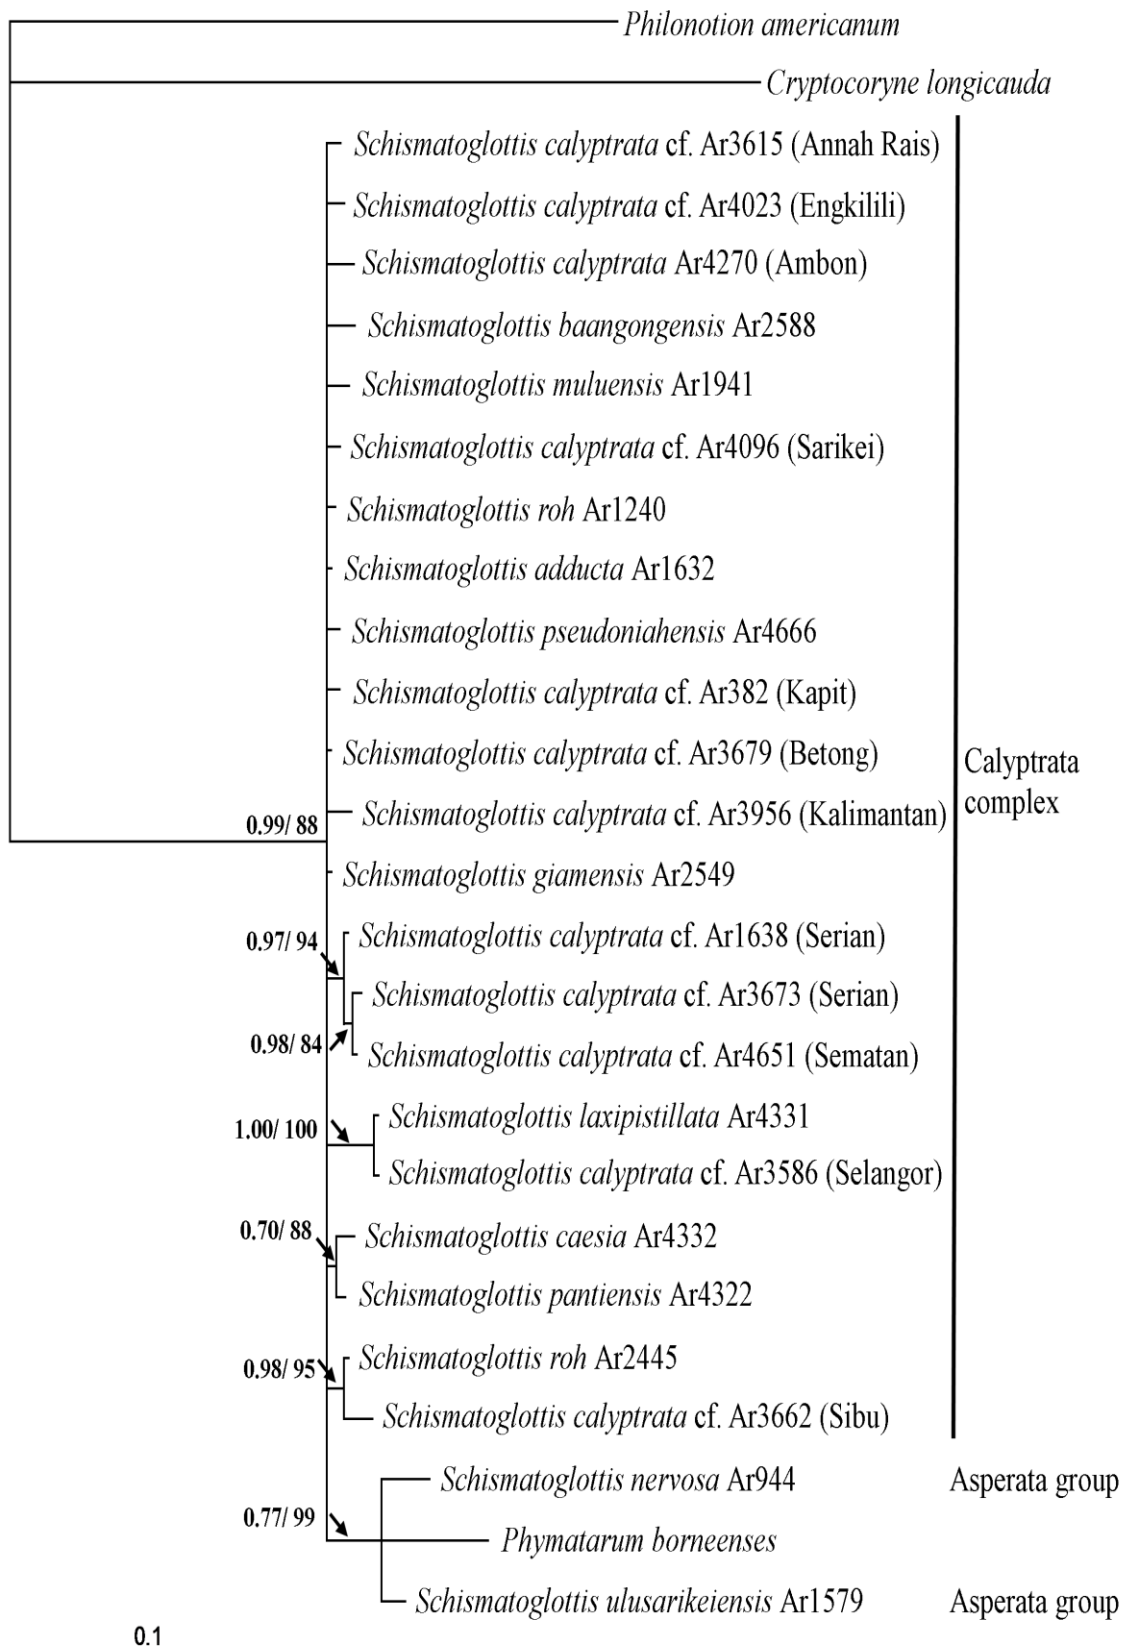 Philonotion americanum
Cryptocoryne longicauda
Schismatoglottis calyptrata cf. Ar3615 (Annah Rais)
Schismatoglottis calyptrata cf. Ar4023 (Engkilili)
Schismatoglottis calyptrata Ar4270 (Ambon)
Schismatoglottis baangongensis Ar2588
Schismatoglottis muluensis Ar1941
Schismatoglottis calyptrata cf. Ar4096 (Sarikei)
Schismatoglottis roh Ar1240
Schismatoglottis adducta Ar1632
Schismatoglottis pseudoniahensis Ar4666
Schismatoglottis calyptrata cf. Ar382 (Kapit)
Schismatoglottis calyptrata cf. Ar3679 (Betong)
Calyptrata
complex
0.99/ 88
Schismatoglottis calyptrata cf. Ar3956 (Kalimantan)
Schismatoglottis giamensis Ar2549
0.97/ 94
Schismatoglottis calyptrata cf. Ar1638 (Serian)
Schismatoglottis calyptrata cf. Ar3673 (Serian)
0.98/ 84
Schismatoglottis calyptrata cf. Ar4651 (Sematan)
1.00/ 100
Schismatoglottis laxipistillata Ar4331
Schismatoglottis calyptrata cf. Ar3586 (Selangor)
0.70/ 88
Schismatoglottis caesia Ar4332
Schismatoglottis pantiensis Ar4322
0.98/ 95
Schismatoglottis roh Ar2445
Schismatoglottis calyptrata cf. Ar3662 (Sibu)
Schismatoglottis nervosa Ar944 Asperata group
0.77/ 99
Phymatarum borneenses
Schismatoglottis ulusarikeiensis Ar1579 Asperata group
0.1